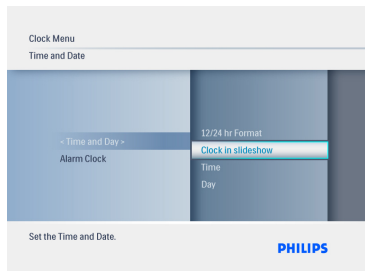 Clock Menu
Time and Date
< Time and Day >
Alarm Clock
12/24 hr Format
Clock in slideshow
Time
Day
Set the Time and Date.
PHILIPS